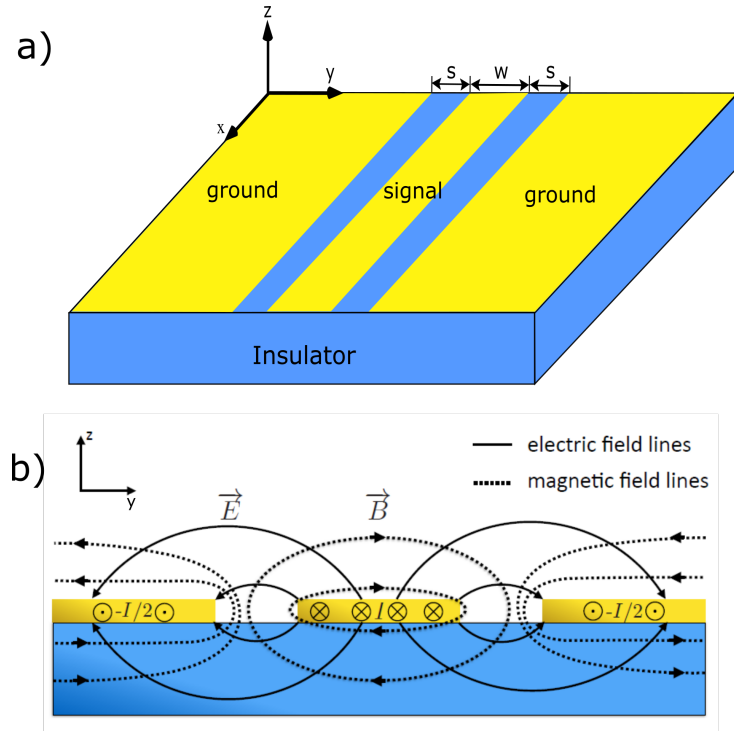 a)
z
y
x
s
w
s
ground
signal
ground
Insulator
b)
z
y
E
B
electric field lines
magnetic field lines
-I/2
I
-I/2